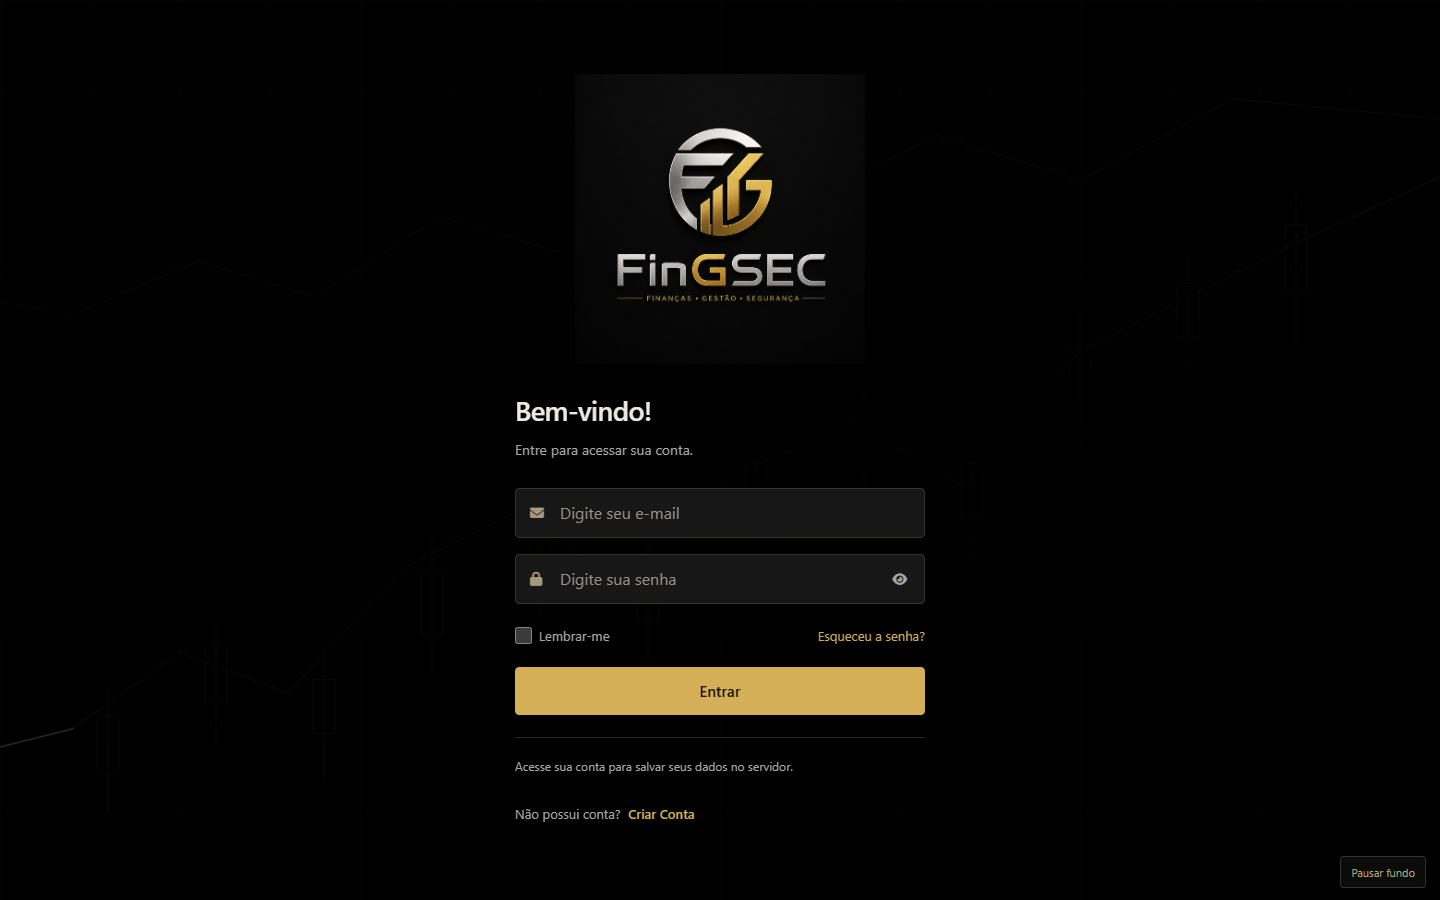 FinGSEC
FINANÇAS • GESTÃO • SEGURANÇA
Bem-vindo!
Entre para acessar sua conta.
Digite seu e-mail
Digite sua senha
Lembrar-me
Esqueceu a senha?
Entrar
Acesse sua conta para salvar seus dados no servidor.
Não possui conta? Criar Conta
Pausar fundo